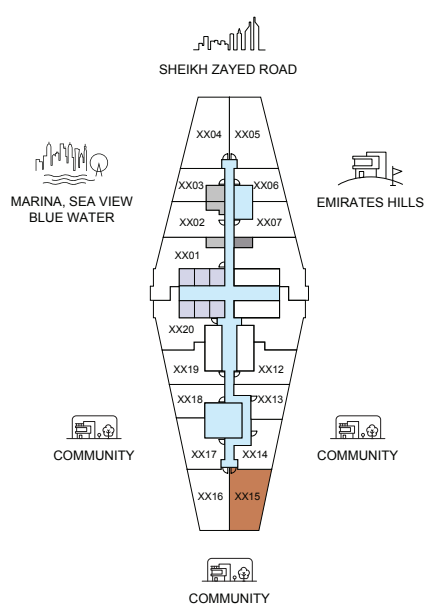 SHEIKH ZAYED ROAD
XX04 XX05
MARINA, SEA VIEW
BLUE WATER
EMIRATES HILLS
XX03 XX06
XX02 XX07
XX01
XX20
XX19 XX12
XX18 XX13
COMMUNITY
COMMUNITY
XX17 XX14
XX16 XX15
COMMUNITY